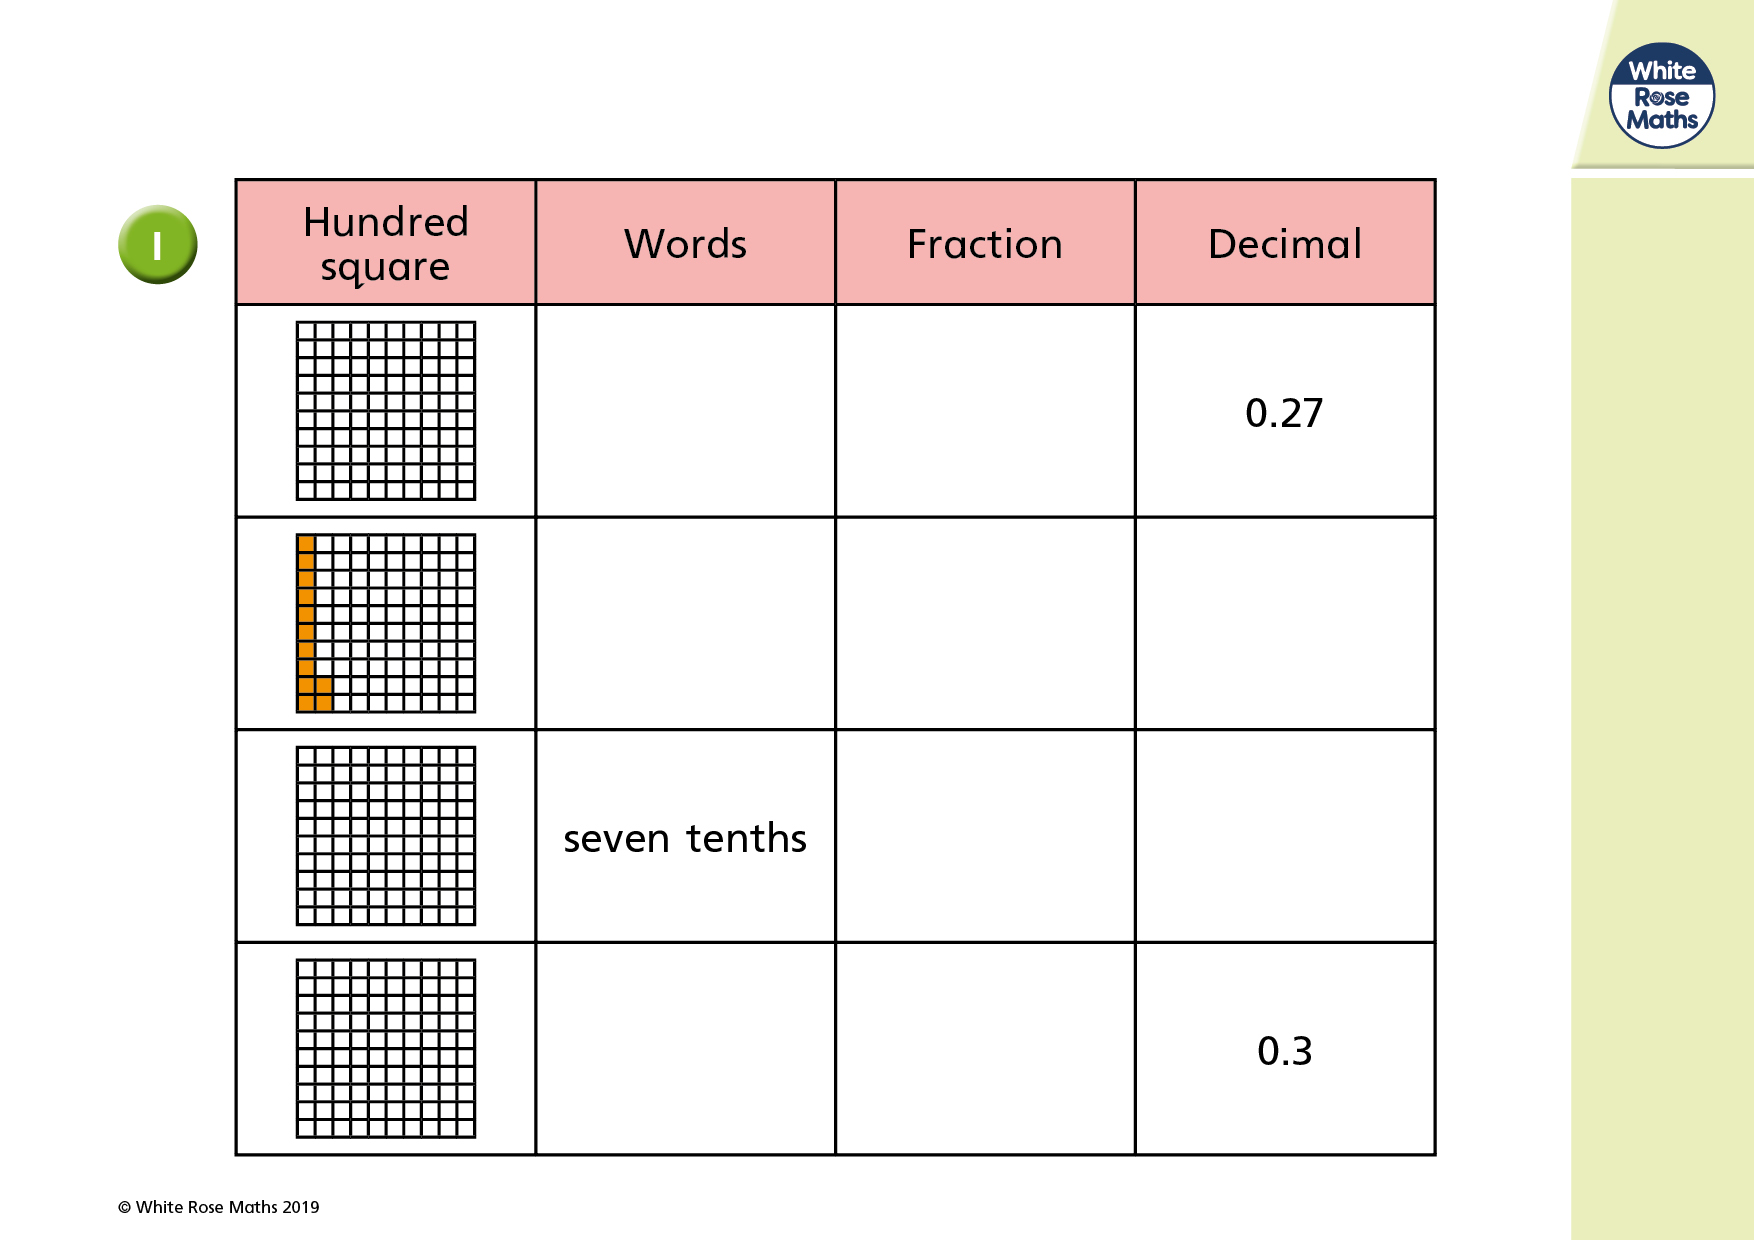 White
Rose
Maths
1
Hundred
square
Words
Fraction
Decimal
0.27
seven tenths
0.3
© White Rose Maths 2019